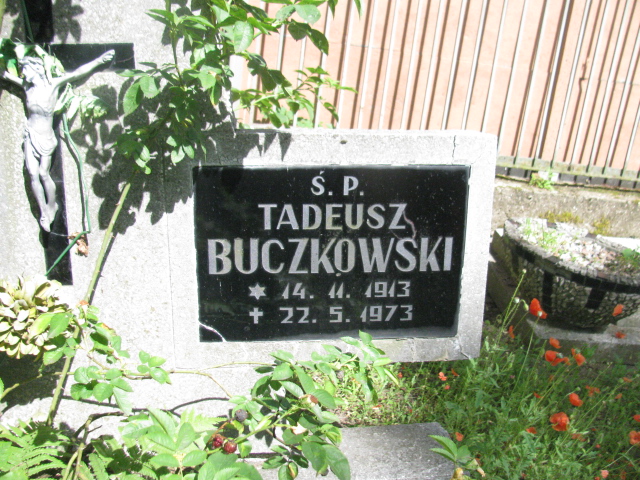 Ś. P.
TADEUSZ
BUCZKOWSKI
* 14. 11. 1913
✝ 22. 5. 1973